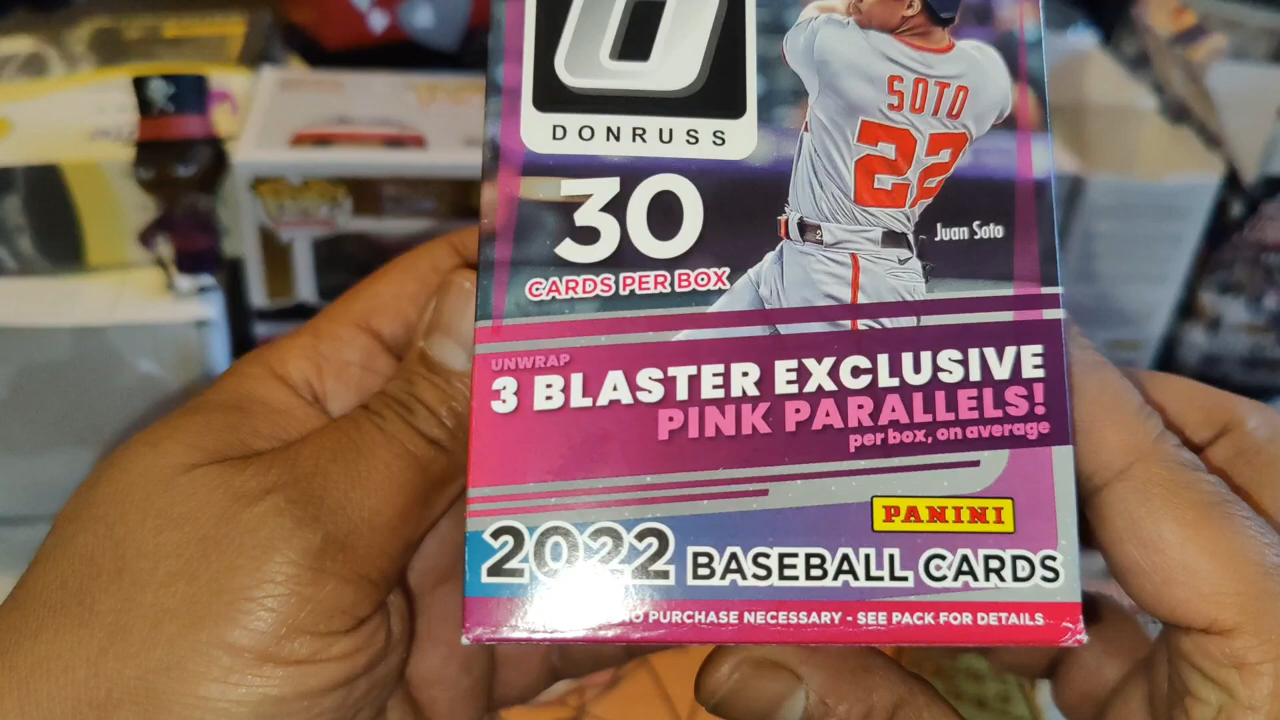 DONRUSS
SOTO
22
30
CARDS PER BOX
Juan Soto
UNWRAP
3 BLASTER EXCLUSIVE
PINK PARALLELS!
per box, on average
PANINI
2022 BASEBALL CARDS
NO PURCHASE NECESSARY - SEE PACK FOR DETAILS